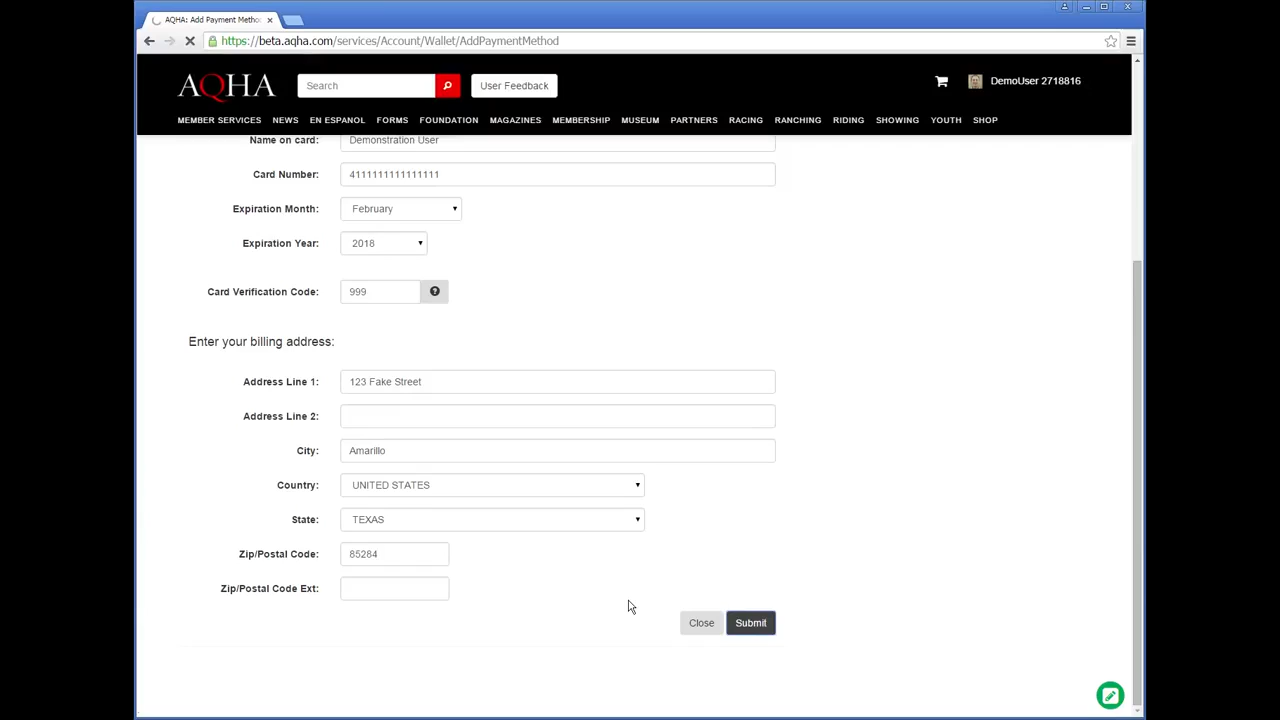 AQHA: Add Payment Metho
https://beta.aqha.com/services/Account/Wallet/AddPaymentMethod
AQHA Search User Feedback DemoUser 2718816
MEMBER SERVICES NEWS EN ESPANOL FORMS FOUNDATION MAGAZINES MEMBERSHIP MUSEUM PARTNERS RACING RANCHING RIDING SHOWING YOUTH SHOP
Name on card: Demonstration User
Card Number: 4111111111111111
Expiration Month: February
Expiration Year: 2018
Card Verification Code: 999 ?
Enter your billing address:
Address Line 1: 123 Fake Street
Address Line 2:
City: Amarillo
Country: UNITED STATES
State: TEXAS
Zip/Postal Code: 85284
Zip/Postal Code Ext:
Close Submit